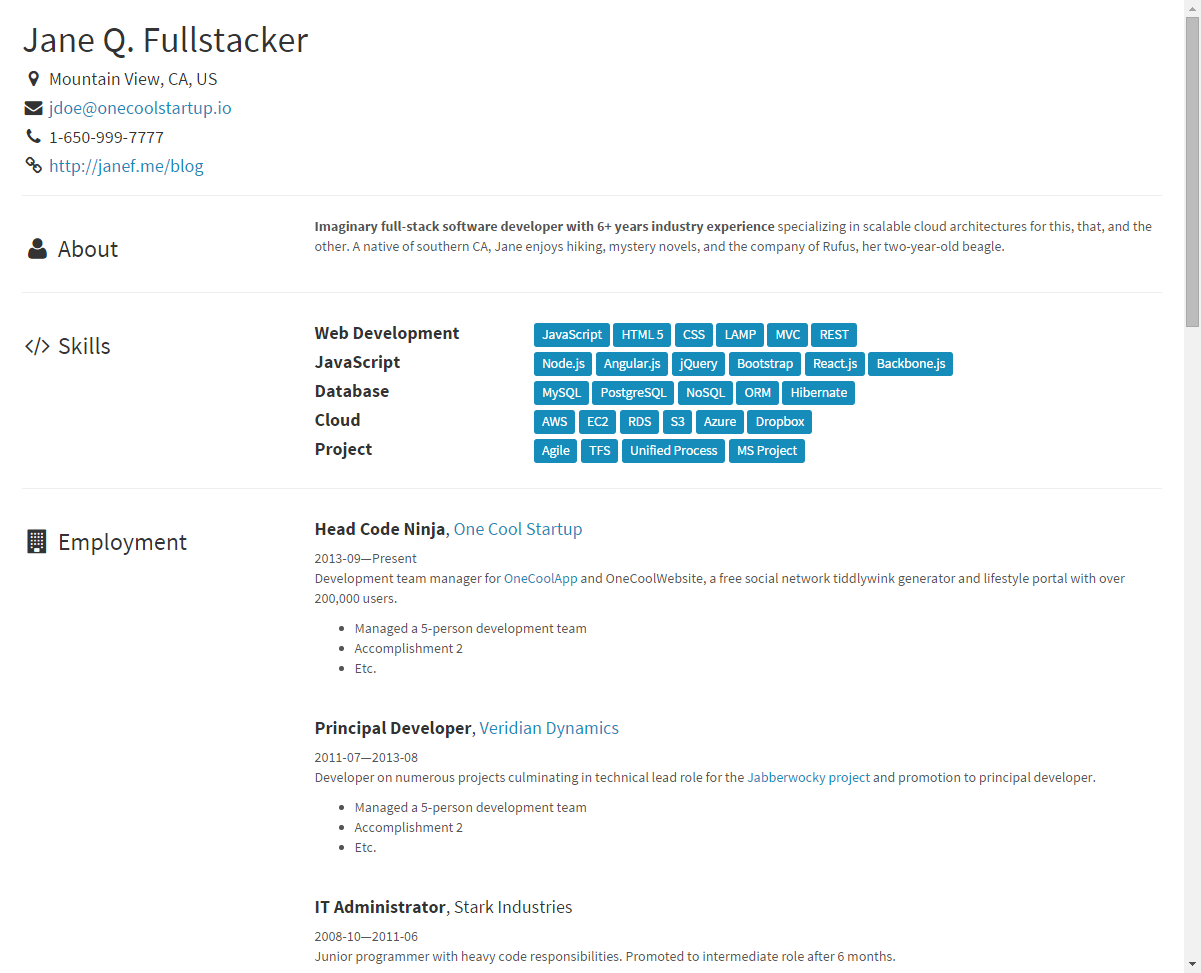 Jane Q. Fullstacker
Mountain View, CA, US
jdoe@onecoolstartup.io
1-650-999-7777
http://janef.me/blog
About
Imaginary full-stack software developer with 6+ years industry experience specializing in scalable cloud architectures for this, that, and the
other. A native of southern CA, Jane enjoys hiking, mystery novels, and the company of Rufus, her two-year-old beagle.
Skills
Web Development JavaScript HTML 5 CSS LAMP MVC REST
JavaScript Node.js Angular.js jQuery Bootstrap React.js Backbone.js
Database MySQL PostgreSQL NoSQL ORM Hibernate
Cloud AWS EC2 RDS S3 Azure Dropbox
Project Agile TFS Unified Process MS Project
Employment
Head Code Ninja, One Cool Startup
2013-09—Present
Development team manager for OneCoolApp and OneCoolWebsite, a free social network tiddlywink generator and lifestyle portal with over
200,000 users.
• Managed a 5-person development team
• Accomplishment 2
• Etc.
Principal Developer, Veridian Dynamics
2011-07—2013-08
Developer on numerous projects culminating in technical lead role for the Jabberwocky project and promotion to principal developer.
• Managed a 5-person development team
• Accomplishment 2
• Etc.
IT Administrator, Stark Industries
2008-10—2011-06
Junior programmer with heavy code responsibilities. Promoted to intermediate role after 6 months.